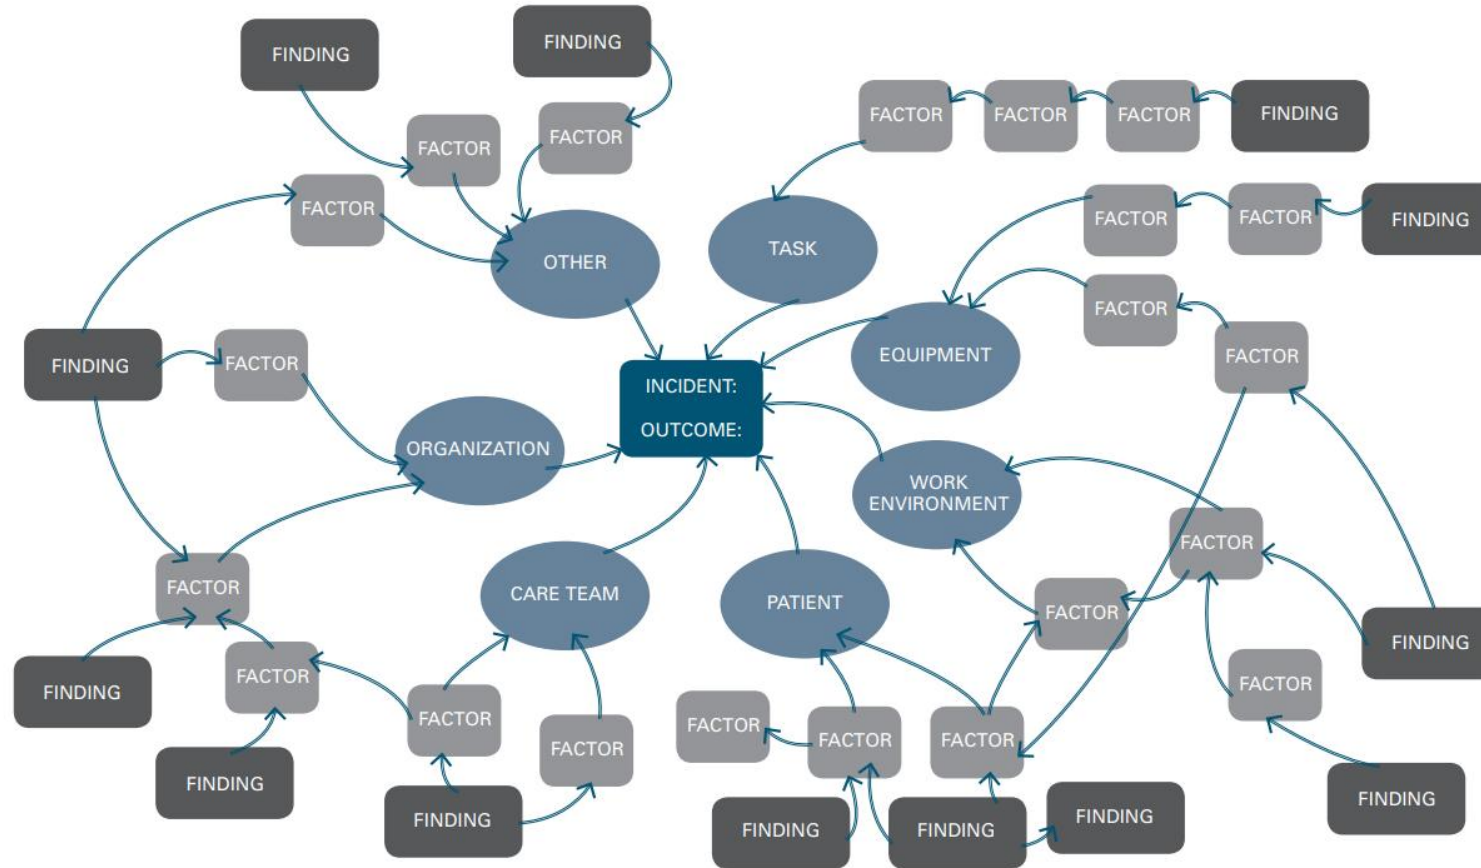 FINDING
FINDING
FACTOR
FACTOR
FACTOR
FINDING
FACTOR
FACTOR
FACTOR
FACTOR
FACTOR
FACTOR
FINDING
OTHER
TASK
FACTOR
FINDING
FACTOR
EQUIPMENT
FACTOR
INCIDENT:
OUTCOME:
ORGANIZATION
WORK
ENVIRONMENT
FACTOR
FACTOR
CARE TEAM
PATIENT
FACTOR
FINDING
FINDING
FACTOR
FACTOR
FACTOR
FACTOR
FACTOR
FACTOR
FACTOR
FINDING
FINDING
FINDING
FINDING
FINDING
FINDING